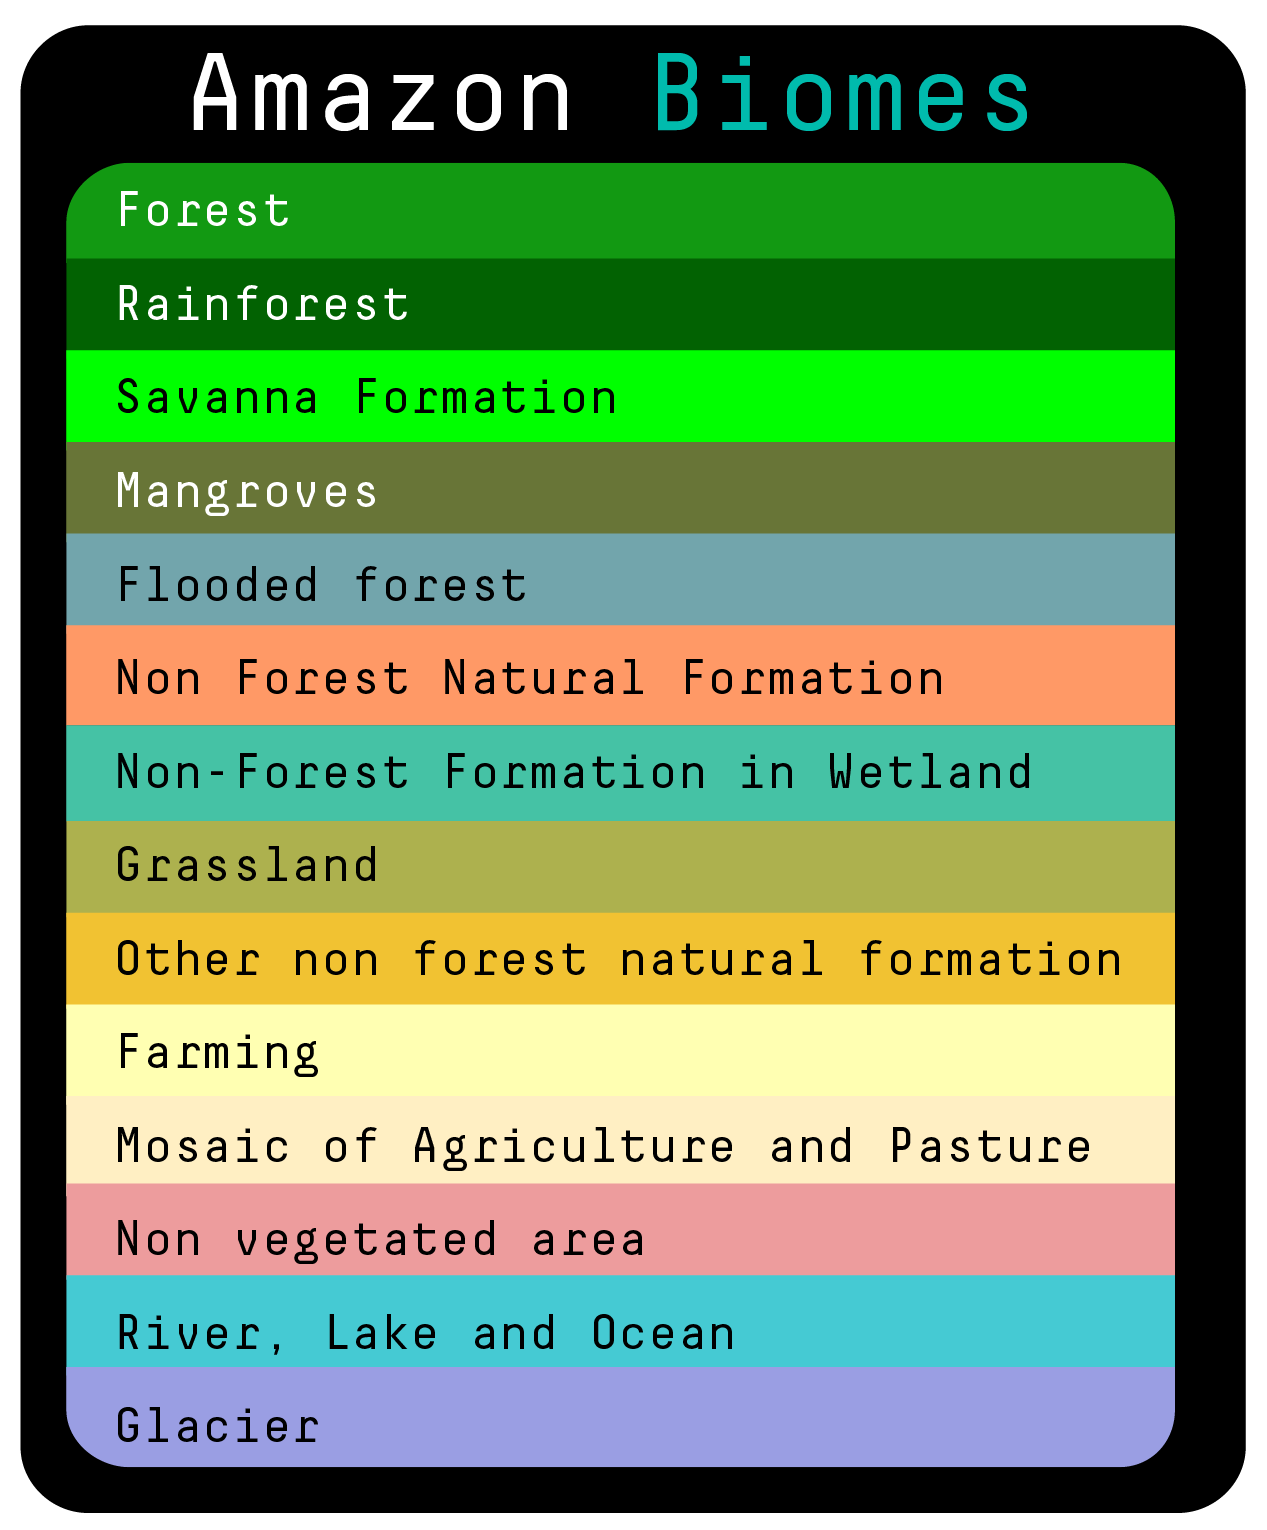 Amazon Biomes
Forest
Rainforest
Savanna Formation
Mangroves
Flooded forest
Non Forest Natural Formation
Non-Forest Formation in Wetland
Grassland
Other non forest natural formation
Farming
Mosaic of Agriculture and Pasture
Non vegetated area
River, Lake and Ocean
Glacier